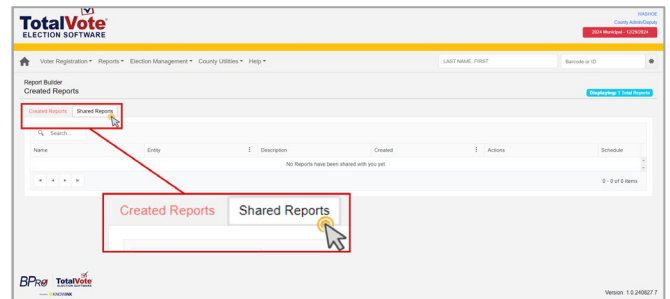 TotalVote
ELECTION SOFTWARE
County Admin/Deputy
2024 Municipal - 12/29/2024
Voter Registration Reports Election Management County Utilities Help
LAST NAME, FIRST
Barcode or ID
Report Builder
Created Reports
Displaying: 1 Total Reports
Created Reports Shared Reports
Search...
Name Entity Description Created Actions Schedule
No Reports have been shared with you yet
0 - 0 of 0 items
Created Reports Shared Reports
BPro TotalVote
ELECTION SOFTWARE
KNOWiNK
Version: 1.0.240827.7